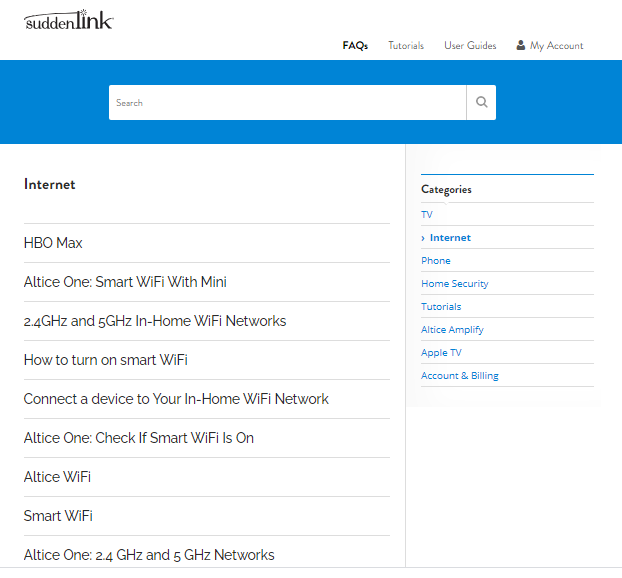 suddenlink
FAQs Tutorials User Guides My Account
Search
Internet
HBO Max
Altice One: Smart WiFi With Mini
2.4GHz and 5GHz In-Home WiFi Networks
How to turn on smart WiFi
Connect a device to Your In-Home WiFi Network
Altice One: Check If Smart WiFi Is On
Altice WiFi
Smart WiFi
Altice One: 2.4 GHz and 5 GHz Networks
Categories
TV
› Internet
Phone
Home Security
Tutorials
Altice Amplify
Apple TV
Account & Billing